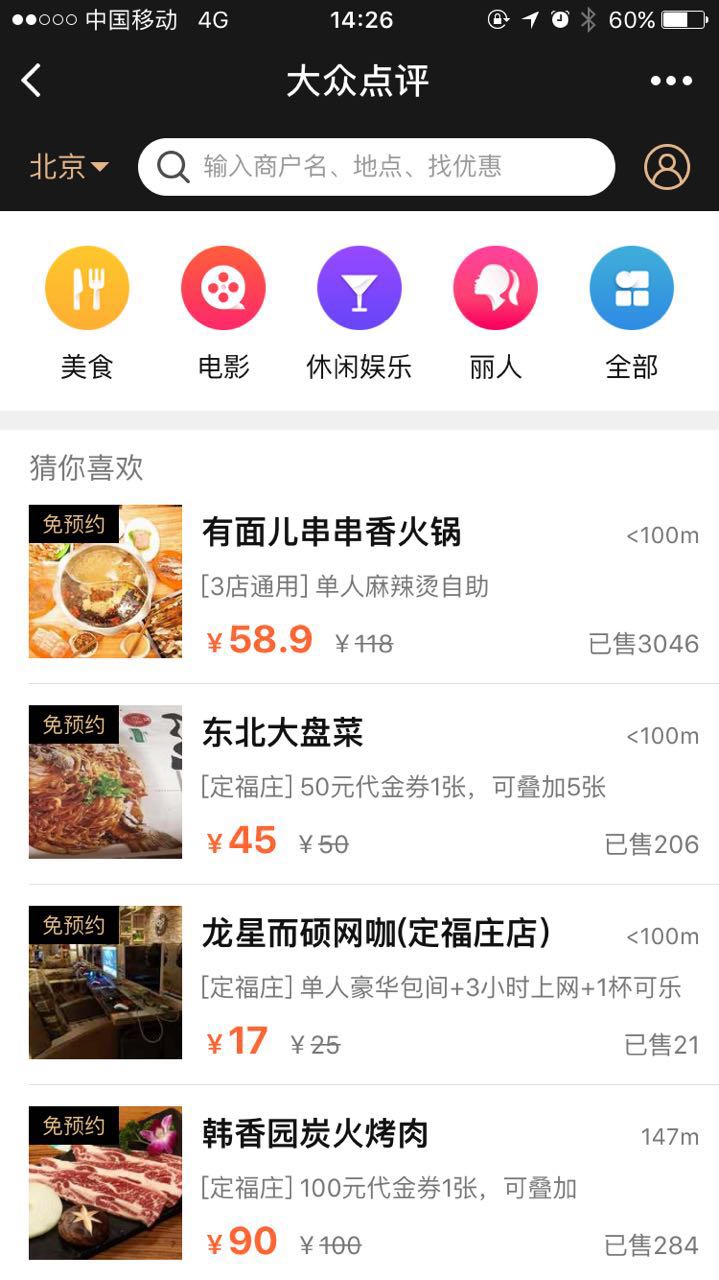 中国移动 4G 14:26 60%
大众点评
北京 输入商户名、地点、找优惠
美食 电影 休闲娱乐 丽人 全部
猜你喜欢
免预约 有面儿串串香火锅 <100m
[3店通用] 单人麻辣烫自助
¥58.9 ¥118 已售3046
免预约 东北大盘菜 <100m
[定福庄] 50元代金券1张，可叠加5张
¥45 ¥50 已售206
免预约 龙星而硕网咖(定福庄店) <100m
[定福庄] 单人豪华包间+3小时上网+1杯可乐
¥17 ¥25 已售21
免预约 韩香园炭火烤肉 147m
[定福庄] 100元代金券1张，可叠加
¥90 ¥100 已售284